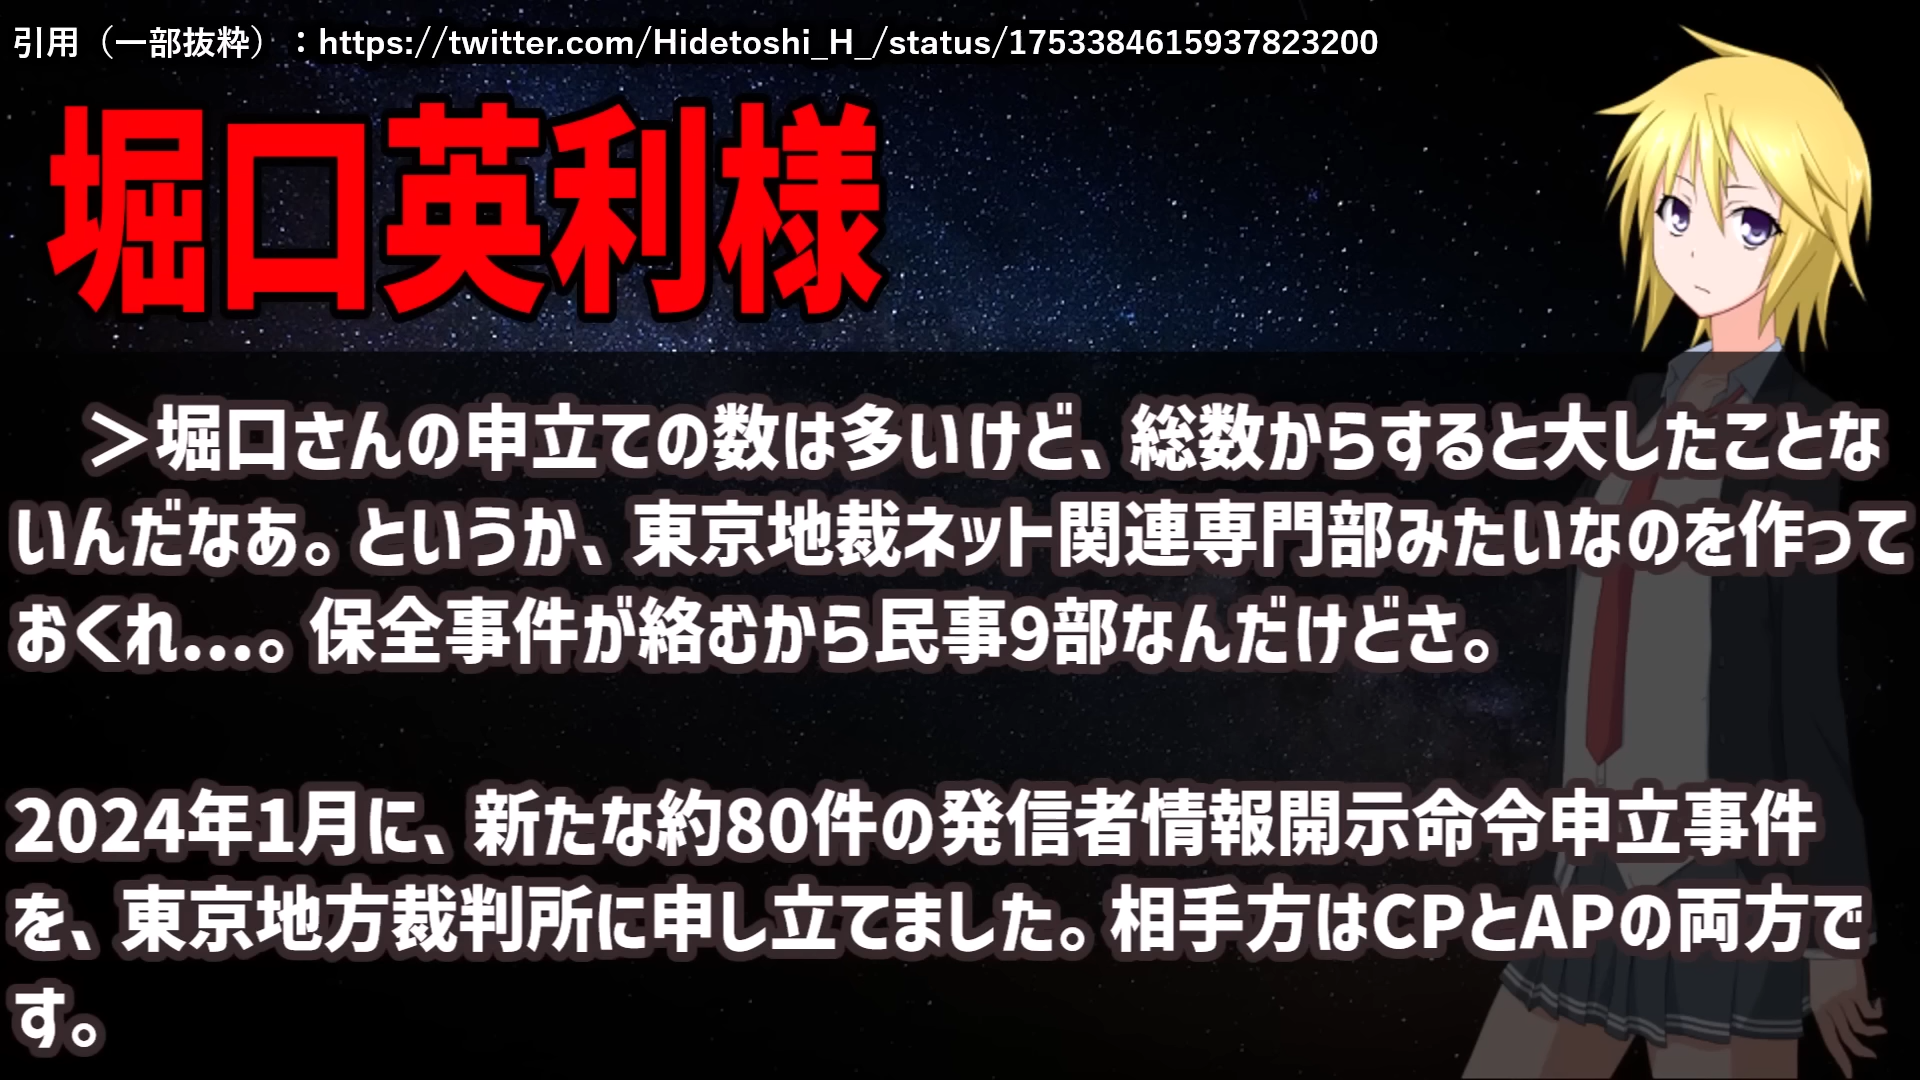 引用（一部抜粋）：https://twitter.com/Hidetoshi_H_/status/1753384615937823200
堀口英利様
＞堀口さんの申立ての数は多いけど、総数からすると大したことな
いんだなあ。というか、東京地裁ネット関連専門部みたいなのを作って
おくれ...。保全事件が絡むから民事9部なんだけどさ。
2024年1月に、新たな約80件の発信者情報開示命令申立事件
を、東京地方裁判所に申し立てました。相手方はCPとAPの両方で
す。